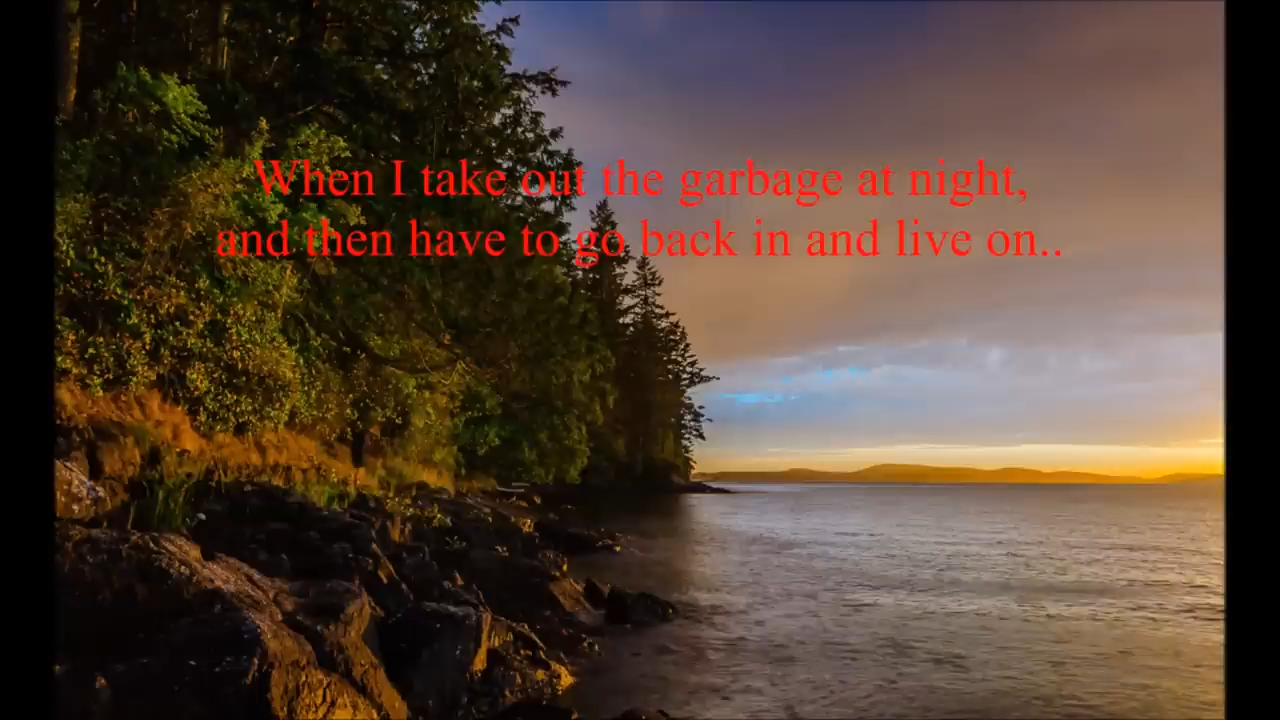 When I take out the garbage at night,
and then have to go back in and live on..